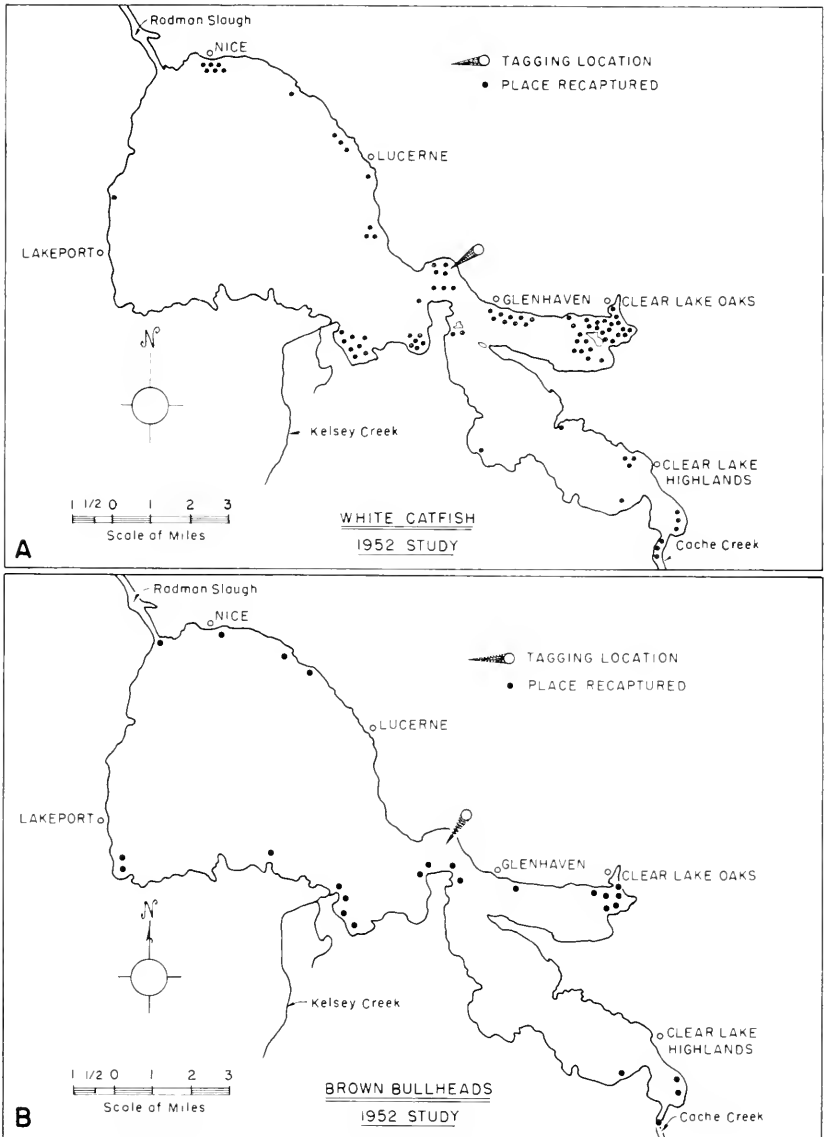 Rodman Slough
NICE
TAGGING LOCATION
PLACE RECAPTURED
LUCERNE
LAKEPORT
GLENHAVEN
CLEAR LAKE OAKS
N
Kelsey Creek
CLEAR LAKE
HIGHLANDS
1 1/2 0 1 2 3
Scale of Miles
WHITE CATFISH
1952 STUDY
Cache Creek
A
Rodman Slough
NICE
TAGGING LOCATION
PLACE RECAPTURED
LUCERNE
LAKEPORT
GLENHAVEN
CLEAR LAKE OAKS
N
Kelsey Creek
CLEAR LAKE
HIGHLANDS
1 1/2 0 1 2 3
Scale of Miles
BROWN BULLHEADS
1952 STUDY
Cache Creek
B